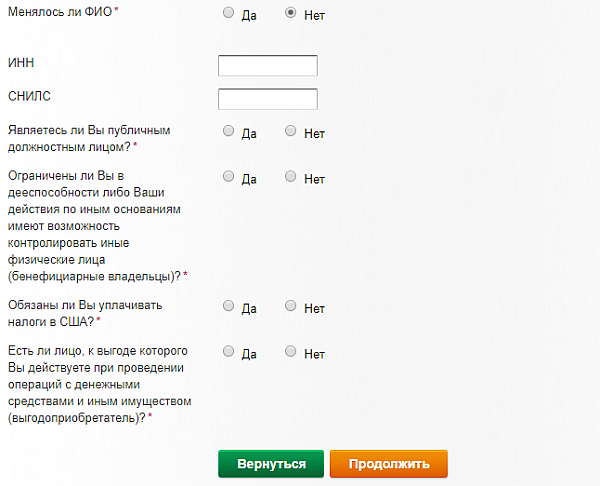 Менялось ли ФИО * Да Нет
ИНН
СНИЛС
Являетесь ли Вы публичным Да Нет
должностным лицом? *
Ограничены ли Вы в Да Нет
дееспособности либо Ваши
действия по иным основаниям
имеют возможность
контролировать иные
физические лица
(бенефициарные владельцы)? *
Обязаны ли Вы уплачивать Да Нет
налоги в США? *
Есть ли лицо, к выгоде которого Да Нет
Вы действуете при проведении
операций с денежными
средствами и иным имуществом
(выгодоприобретатель)? *
Вернуться Продолжить